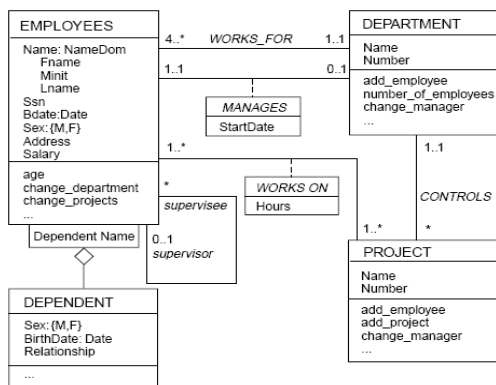 EMPLOYEES
Name: NameDom
Fname
Minit
Lname
Ssn
Bdate:Date
Sex:{M,F}
Address
Salary
age
change_department
change_projects
...
Dependent Name
DEPENDENT
Sex:{M,F}
BirthDate: Date
Relationship
...
4..* WORKS_FOR 1..1
1..1 0..1
MANAGES
StartDate
1..*
WORKS ON
Hours
1..*
*
supervisee
0..1
supervisor
DEPARTMENT
Name
Number
add_employee
number_of_employees
change_manager
...
1..1
CONTROLS
*
PROJECT
Name
Number
add_employee
add_project
change_manager
...